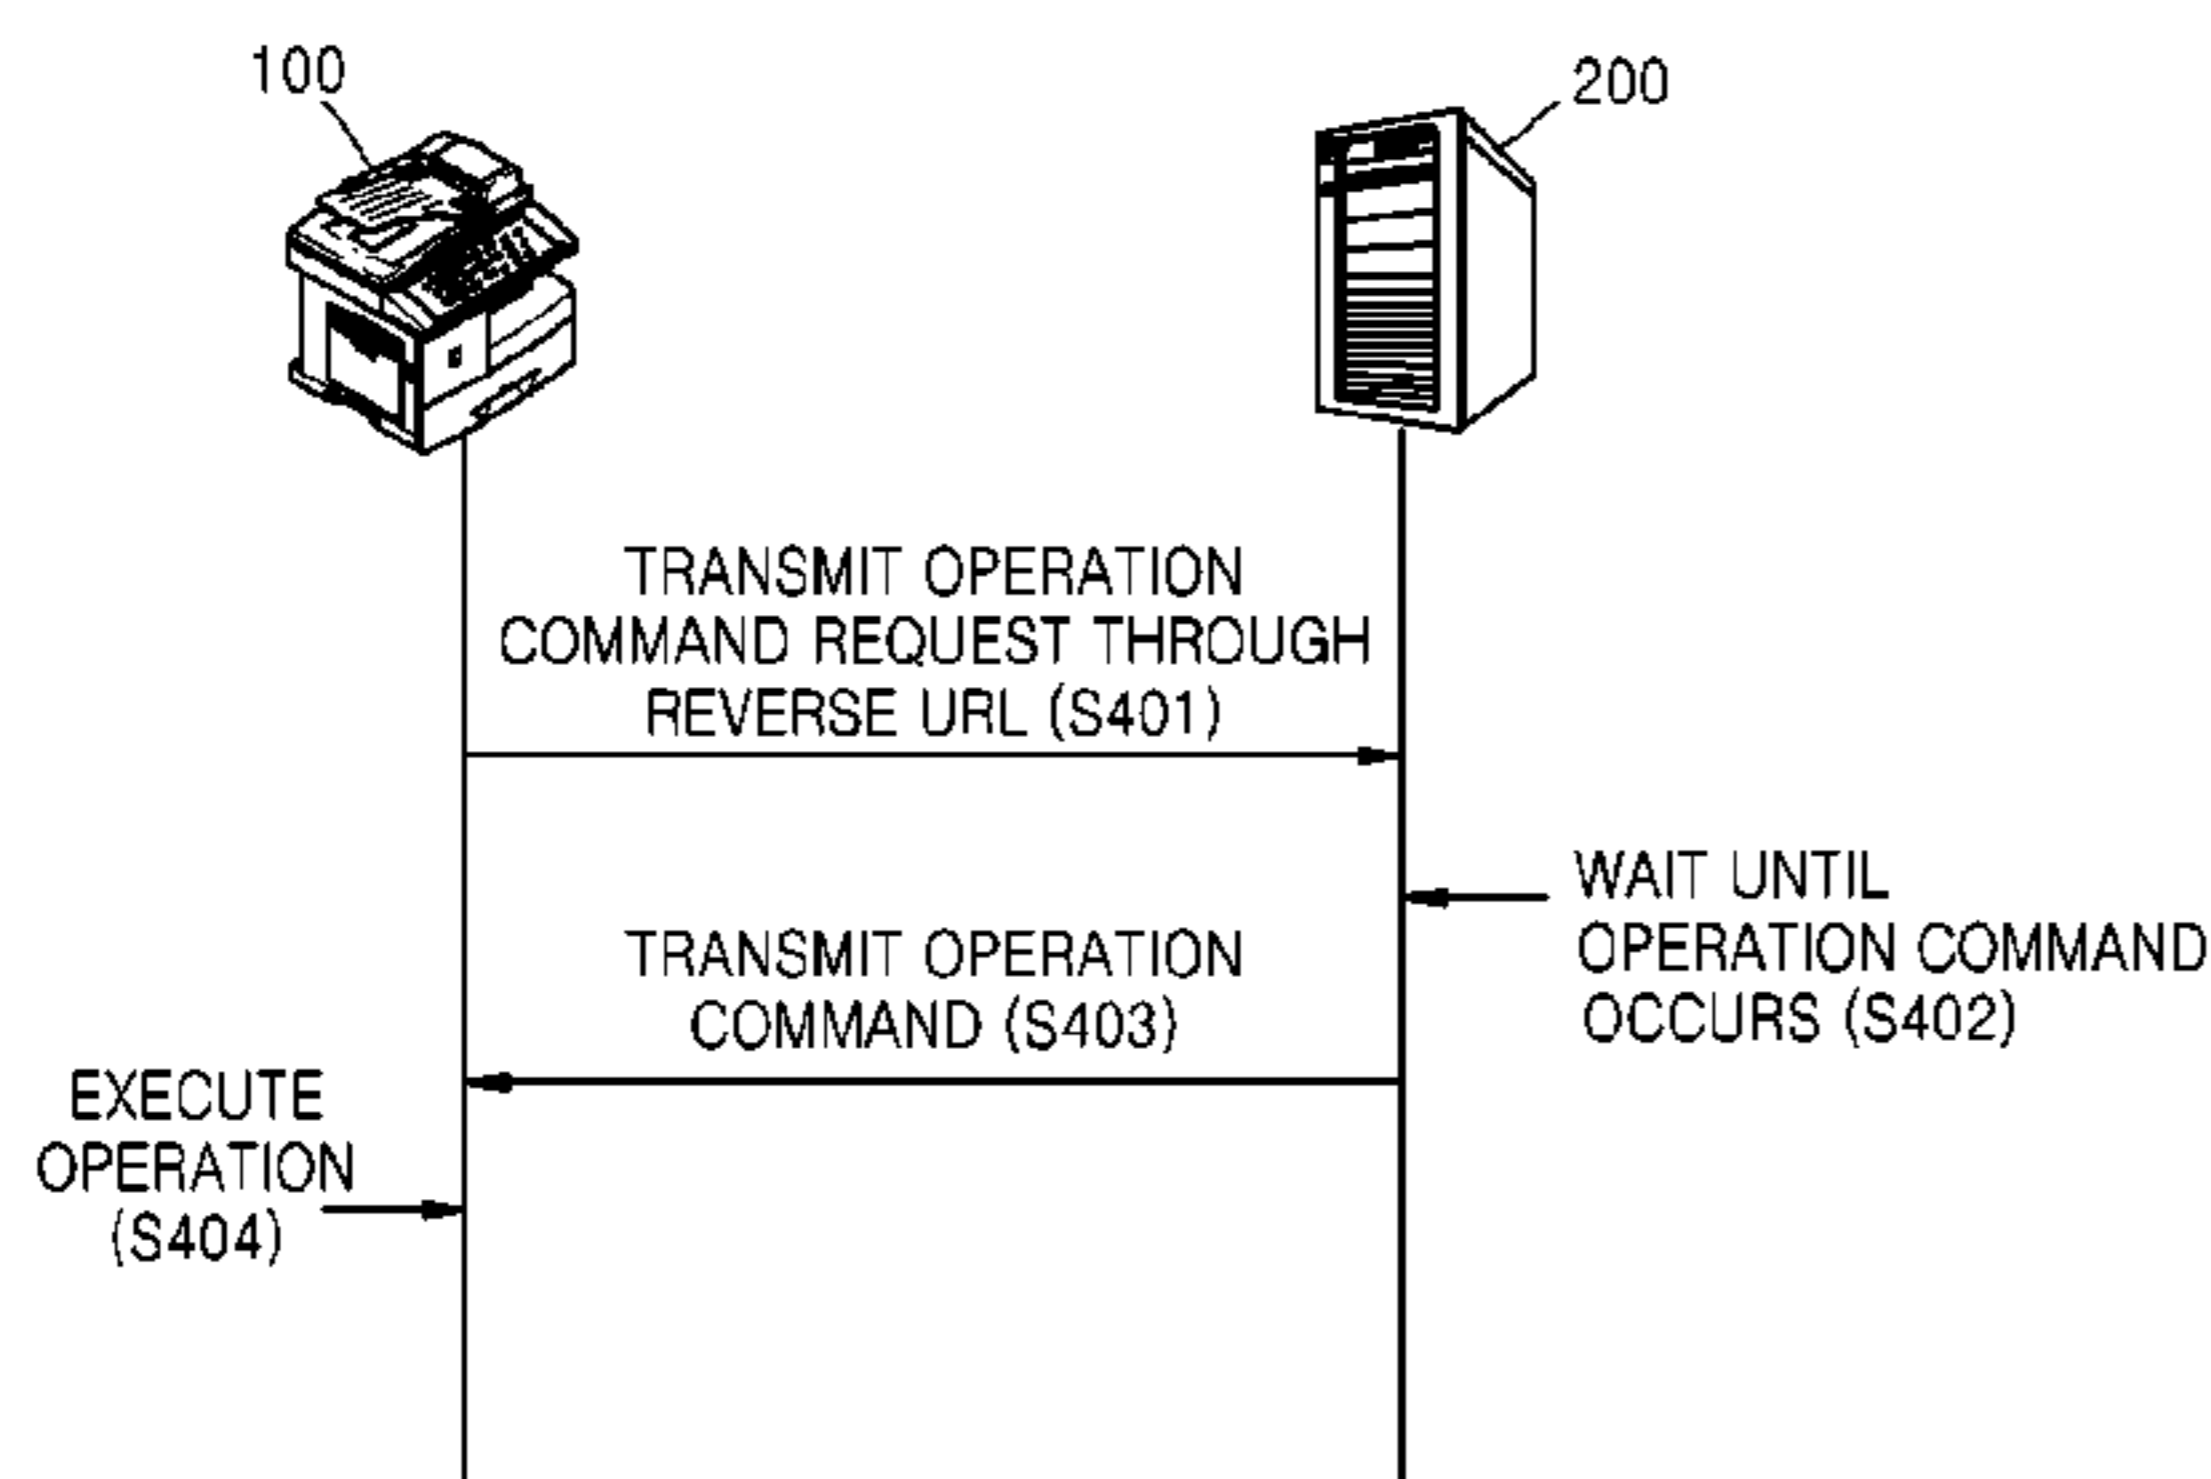 100
200
TRANSMIT OPERATION
COMMAND REQUEST THROUGH
REVERSE URL (S401)
WAIT UNTIL
OPERATION COMMAND
OCCURS (S402)
TRANSMIT OPERATION
COMMAND (S403)
EXECUTE
OPERATION
(S404)